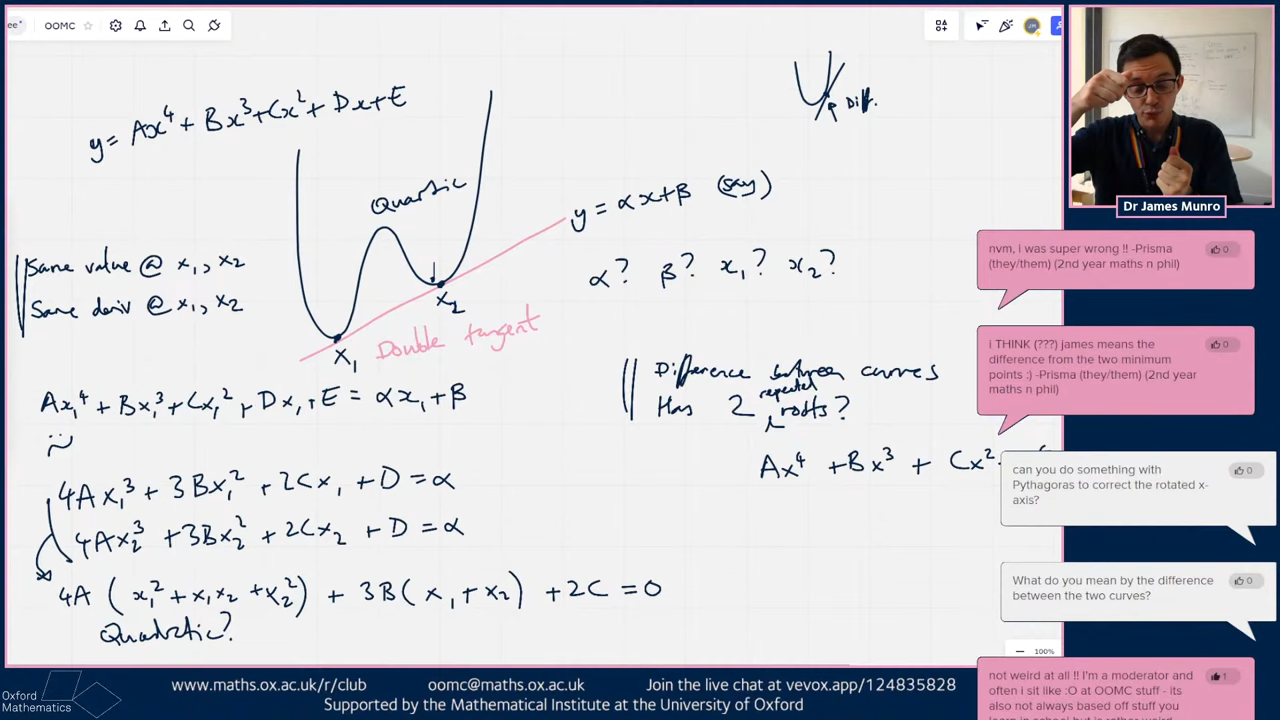 OOMC
y = Ax⁴ + Bx³ + Cx² + Dx + E
Diff.
Quartic
y = αx + β (say)
Same value @ x₁, x₂
Same deriv @ x₁, x₂
α? β? x₁? x₂?
x₂
x₁
Double tangent
Difference between curves
Has 2 repeated roots?
Ax₁⁴ + Bx₁³ + Cx₁² + Dx₁ + E = αx₁ + β
Ax⁴ + Bx³ + Cx²
4Ax₁³ + 3Bx₁² + 2Cx₁ + D = α
4Ax₂³ + 3Bx₂² + 2Cx₂ + D = α
4A (x₁² + x₁x₂ + x₂²) + 3B(x₁ + x₂) + 2C = 0
Quadratic?
100%
Dr James Munro
nvm, i was super wrong !! -Prisma
(they/them) (2nd year maths n phil)
0
i THINK (???) james means the
difference from the two minimum
points :) -Prisma (they/them) (2nd year
maths n phil)
0
can you do something with
Pythagoras to correct the rotated x-
axis?
0
What do you mean by the difference
between the two curves?
0
not weird at all !! I'm a moderator and
often i sit like :O at OOMC stuff - its
also not always based off stuff you
1
Oxford
Mathematics
www.maths.ox.ac.uk/r/club oomc@maths.ox.ac.uk Join the live chat at vevox.app/124835828
Supported by the Mathematical Institute at the University of Oxford